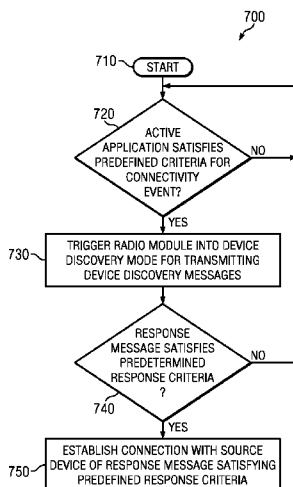 700
710
START
720
ACTIVE
APPLICATION SATISFIES
PREDEFINED CRITERIA FOR
CONNECTIVITY
EVENT?
NO
YES
730
TRIGGER RADIO MODULE INTO DEVICE
DISCOVERY MODE FOR TRANSMITTING
DEVICE DISCOVERY MESSAGES
RESPONSE
MESSAGE SATISFIES
PREDETERMINED
RESPONSE CRITERIA
?
NO
740
YES
750
ESTABLISH CONNECTION WITH SOURCE
DEVICE OF RESPONSE MESSAGE SATISFYING
PREDEFINED RESPONSE CRITERIA